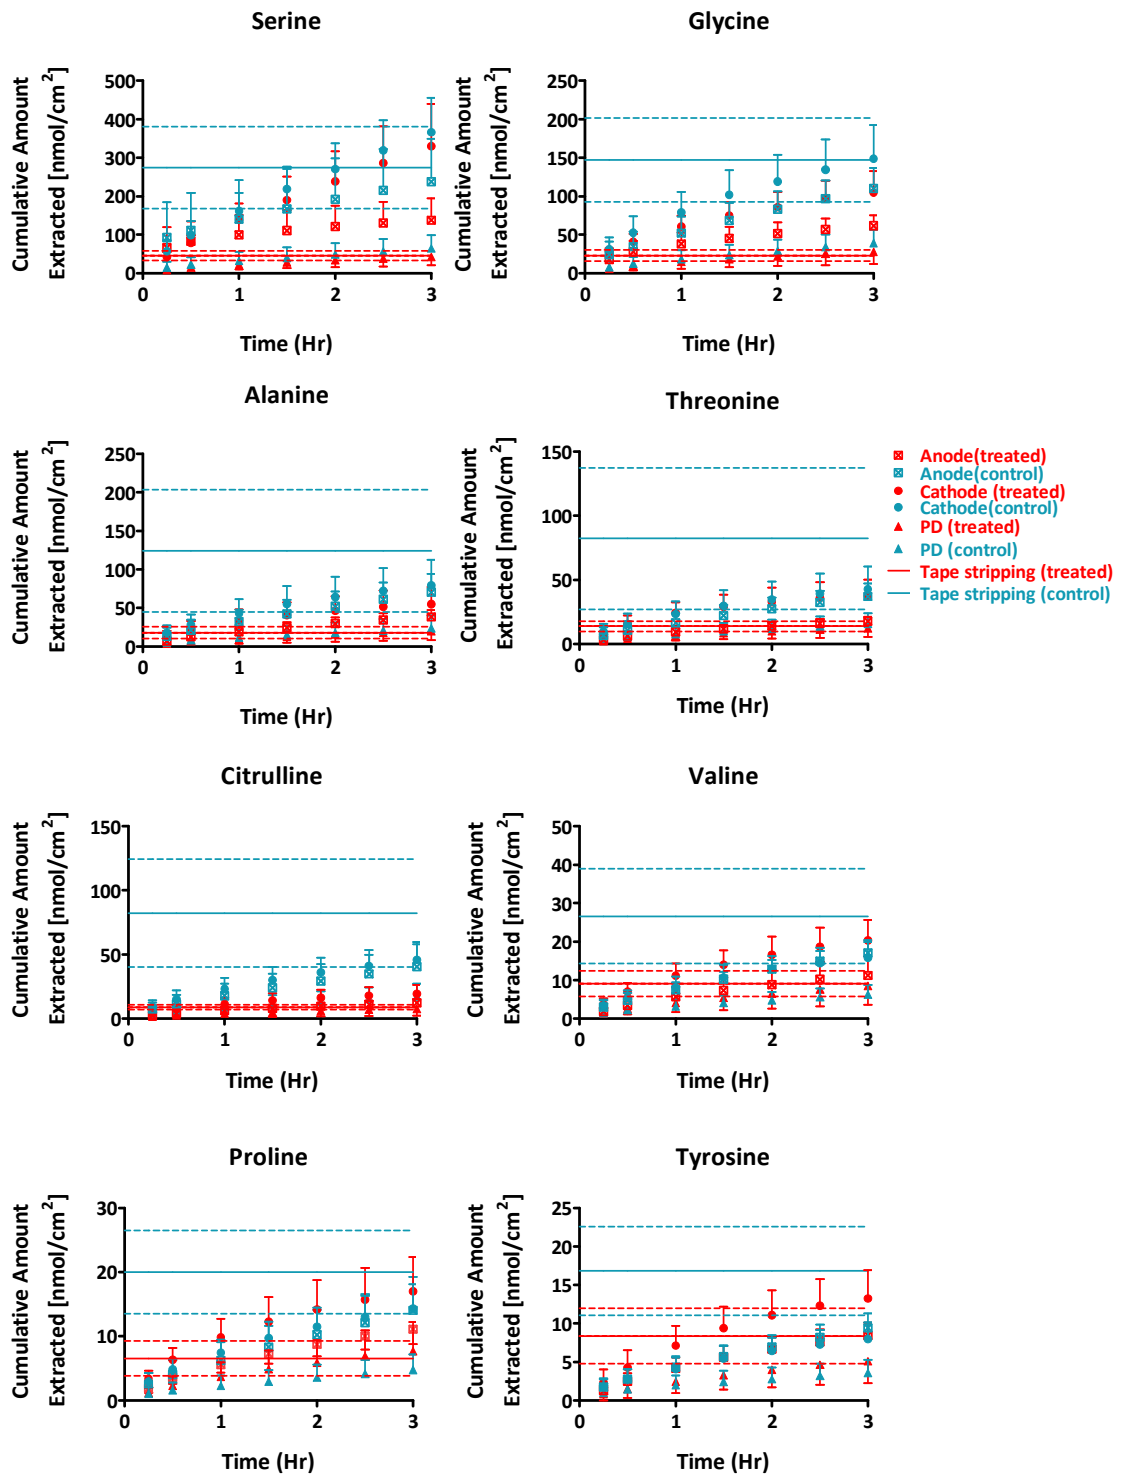 Serine
Cumulative Amount
Extracted [nmol/cm²]
500
400
300
200
100
0
0 1 2 3
Time (Hr)
Glycine
Cumulative Amount
Extracted [nmol/cm²]
250
200
150
100
50
0
0 1 2 3
Time (Hr)
Alanine
Cumulative Amount
Extracted [nmol/cm²]
250
200
150
100
50
0
0 1 2 3
Time (Hr)
Threonine
Cumulative Amount
Extracted [nmol/cm²]
150
100
50
0
0 1 2 3
Time (Hr)
Anode(treated)
Anode(control)
Cathode (treated)
Cathode(control)
PD (treated)
PD (control)
Tape stripping (treated)
Tape stripping (control)
Citrulline
Cumulative Amount
Extracted [nmol/cm²]
150
100
50
0
0 1 2 3
Time (Hr)
Valine
Cumulative Amount
Extracted [nmol/cm²]
50
40
30
20
10
0
0 1 2 3
Time (Hr)
Proline
Cumulative Amount
Extracted [nmol/cm²]
30
20
10
0
0 1 2 3
Time (Hr)
Tyrosine
Cumulative Amount
Extracted [nmol/cm²]
25
20
15
10
5
0
0 1 2 3
Time (Hr)